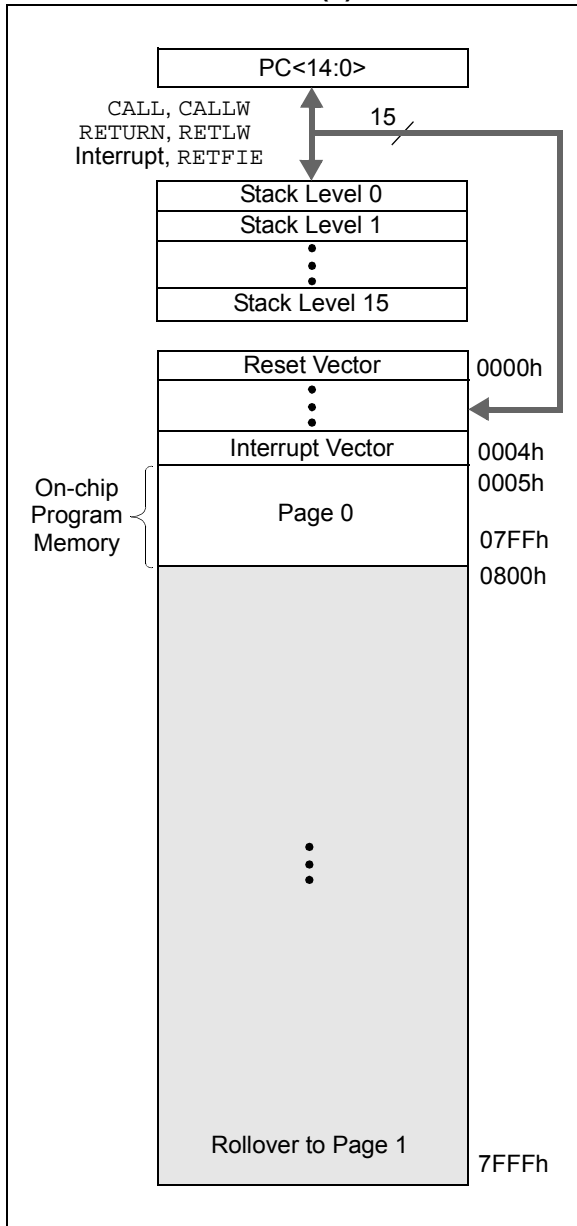 PC<14:0>
CALL, CALLW
RETURN, RETLW
Interrupt, RETFIE
15
Stack Level 0
Stack Level 1
Stack Level 15
Reset Vector
0000h
Interrupt Vector
0004h
On-chip
Program
Memory
Page 0
0005h
07FFh
0800h
Rollover to Page 1
7FFFh